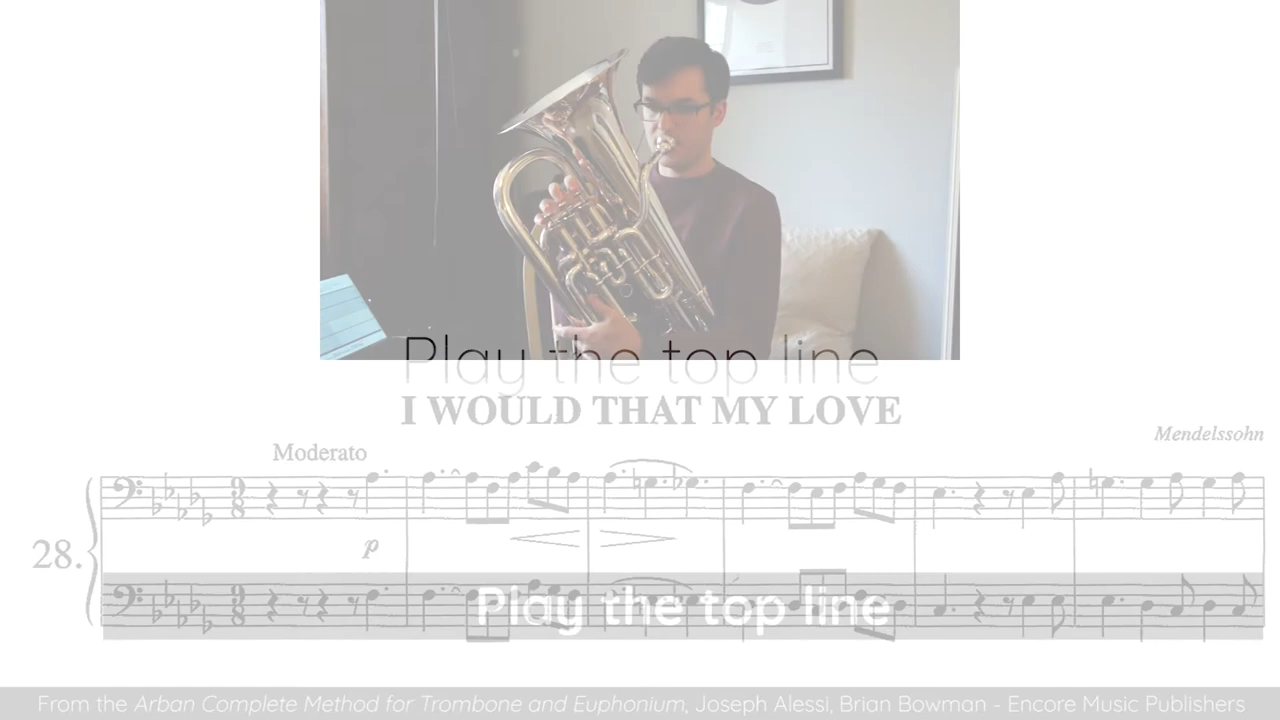 Play the top line
I WOULD THAT MY LOVE
Mendelssohn
Moderato
28.
p
Play the top line
From the Arban Complete Method for Trombone and Euphonium, Joseph Alessi, Brian Bowman - Encore Music Publishers